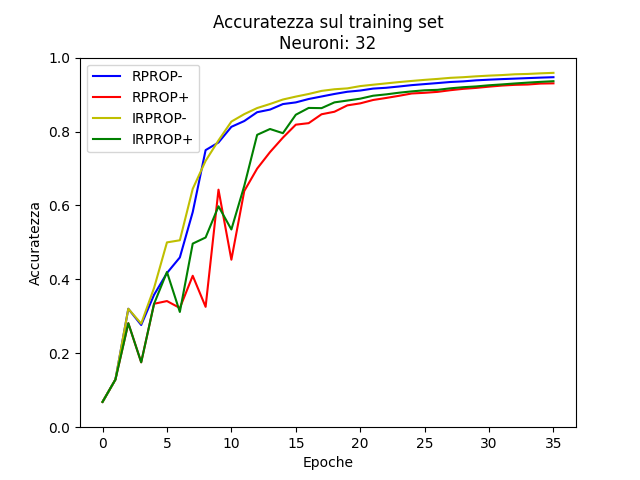 Accuratezza sul training set
Neuroni: 32
RPROP-
RPROP+
IRPROP-
IRPROP+
Accuratezza
1.0
0.8
0.6
0.4
0.2
0.0
0 5 10 15 20 25 30 35
Epoche